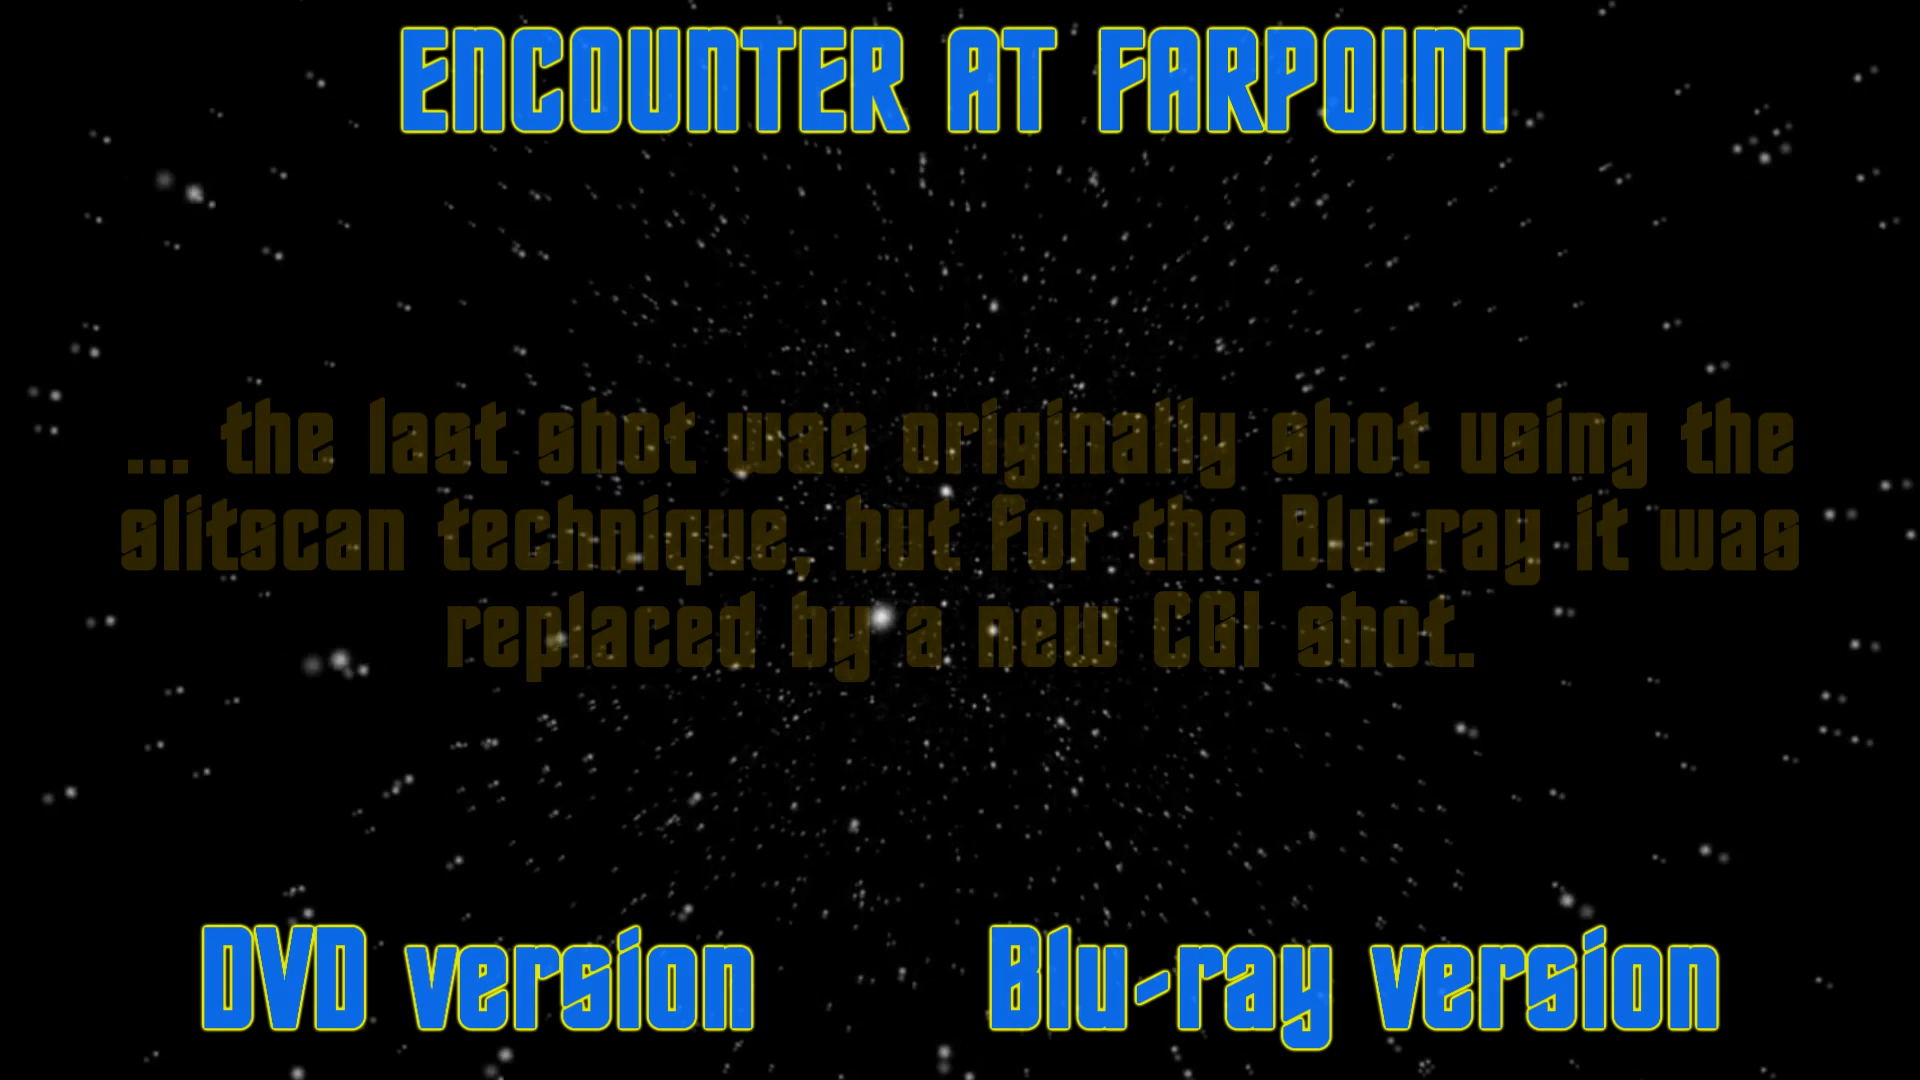 ENCOUNTER AT FARPOINT
... the last shot was originally shot using the
slitscan technique, but for the Blu-ray it was
replaced by a new CGI shot.
DVD version
Blu-ray version